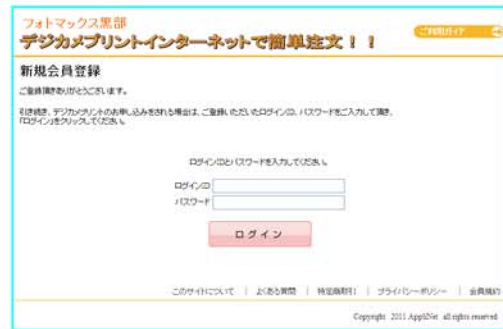 フォトマックス黒部
デジカメプリントインターネットで簡単注文！！
ご利用ガイド
新規会員登録
ご登録頂きありがとうございます。
引き続き、デジカメプリントのお申し込みをされる場合は、ご登録いただいたログインID、パスワードをご入力して頂き、
「ログイン」をクリックしてください。
ログインIDとパスワードを入力してください。
ログインID
パスワード
ログイン
このサイトについて | よくある質問 | 特定商取引 | プライバシーポリシー | 会員規約
Copyright 2011 AppliNet all rights reserved